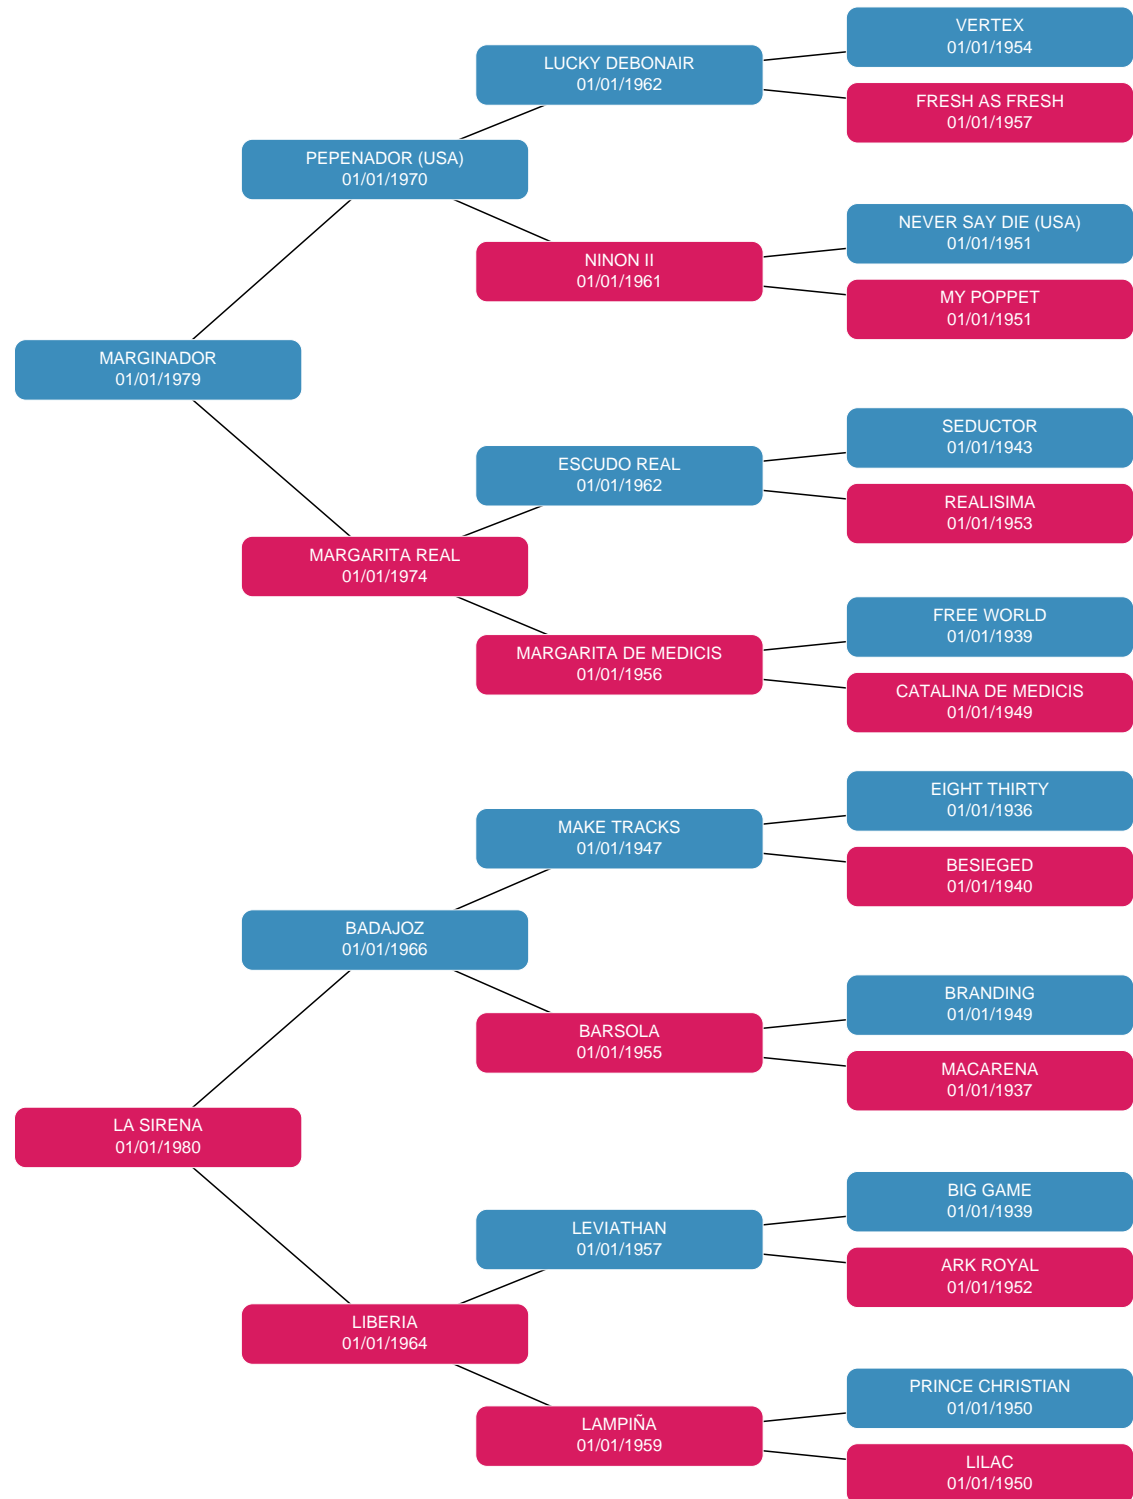 VERTEX
01/01/1954
LUCKY DEBONAIR
01/01/1962
FRESH AS FRESH
01/01/1957
PEPENADOR (USA)
01/01/1970
NEVER SAY DIE (USA)
01/01/1951
NINON II
01/01/1961
MY POPPET
01/01/1951
MARGINADOR
01/01/1979
SEDUCTOR
01/01/1943
ESCUDO REAL
01/01/1962
REALISIMA
01/01/1953
MARGARITA REAL
01/01/1974
FREE WORLD
01/01/1939
MARGARITA DE MEDICIS
01/01/1956
CATALINA DE MEDICIS
01/01/1949
EIGHT THIRTY
01/01/1936
MAKE TRACKS
01/01/1947
BESIEGED
01/01/1940
BADAJOZ
01/01/1966
BRANDING
01/01/1949
BARSOLA
01/01/1955
MACARENA
01/01/1937
LA SIRENA
01/01/1980
BIG GAME
01/01/1939
LEVIATHAN
01/01/1957
ARK ROYAL
01/01/1952
LIBERIA
01/01/1964
PRINCE CHRISTIAN
01/01/1950
LAMPIÑA
01/01/1959
LILAC
01/01/1950